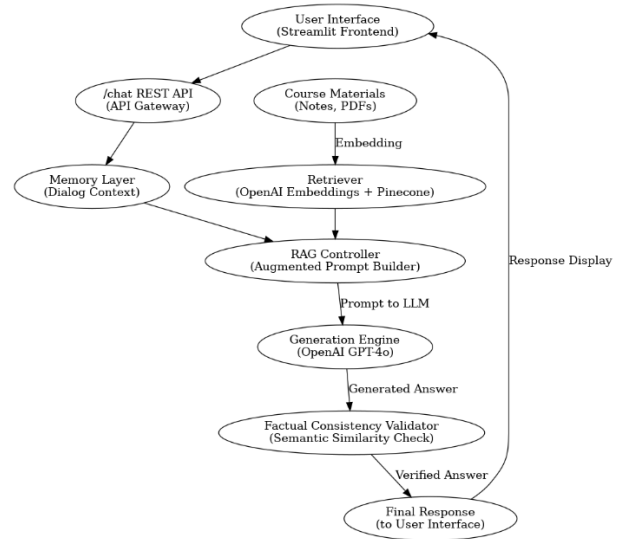 User Interface
(Streamlit Frontend)
/chat REST API
(API Gateway)
Course Materials
(Notes, PDFs)
Embedding
Memory Layer
(Dialog Context)
Retriever
(OpenAI Embeddings + Pinecone)
RAG Controller
(Augmented Prompt Builder)
Response Display
Prompt to LLM
Generation Engine
(OpenAI GPT-4o)
Generated Answer
Factual Consistency Validator
(Semantic Similarity Check)
Verified Answer
Final Response
(to User Interface)